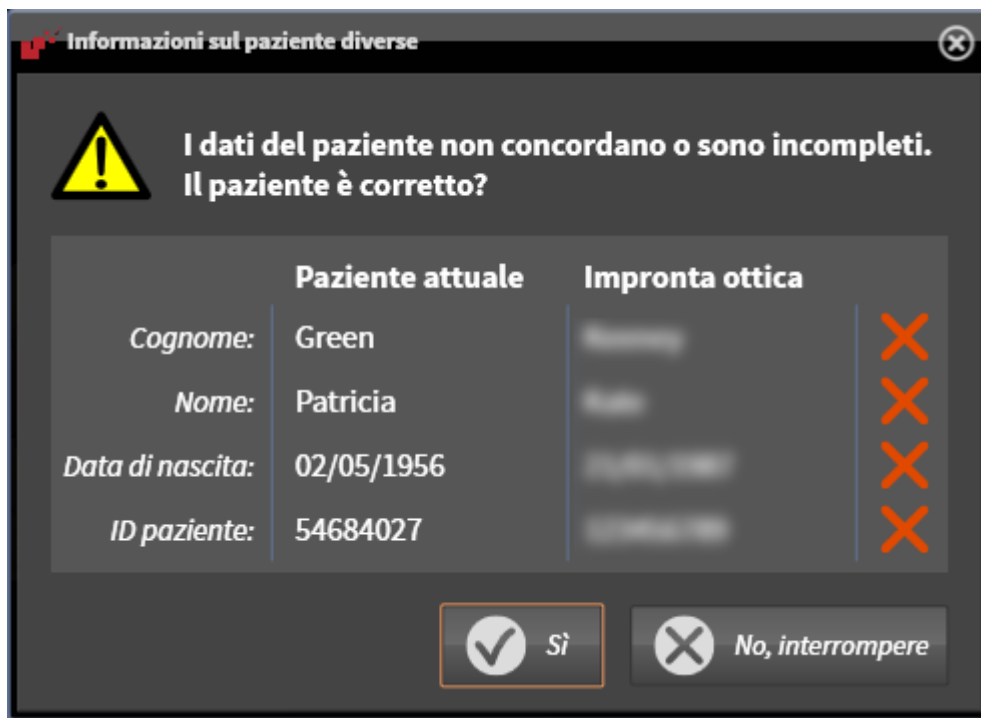 Informazioni sul paziente diverse
I dati del paziente non concordano o sono incompleti.
Il paziente è corretto?
Paziente attuale Impronta ottica
Cognome: Green
Nome: Patricia
Data di nascita: 02/05/1956
ID paziente: 54684027
Sì No, interrompere